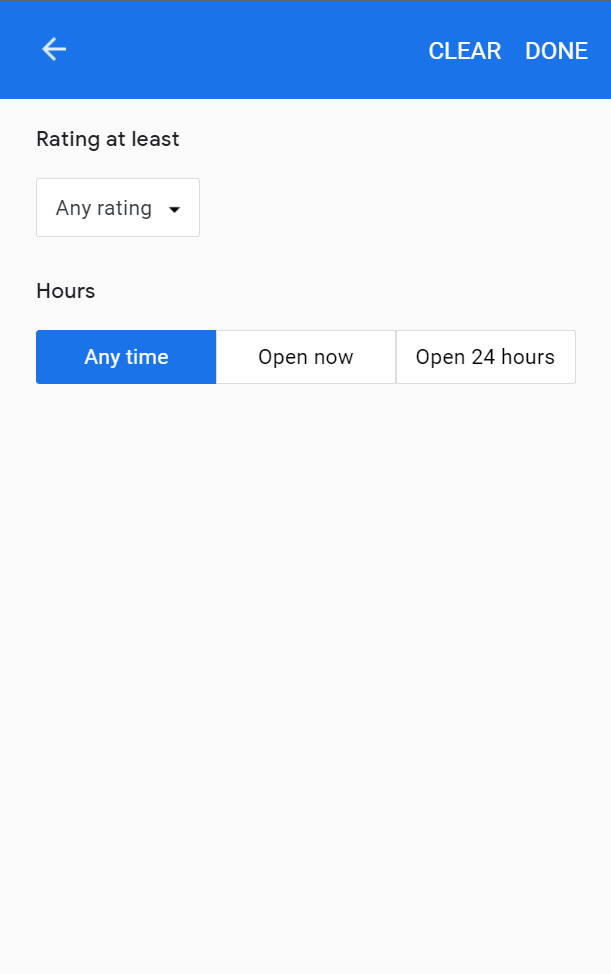 CLEAR DONE
Rating at least
Any rating
Hours
Any time Open now Open 24 hours